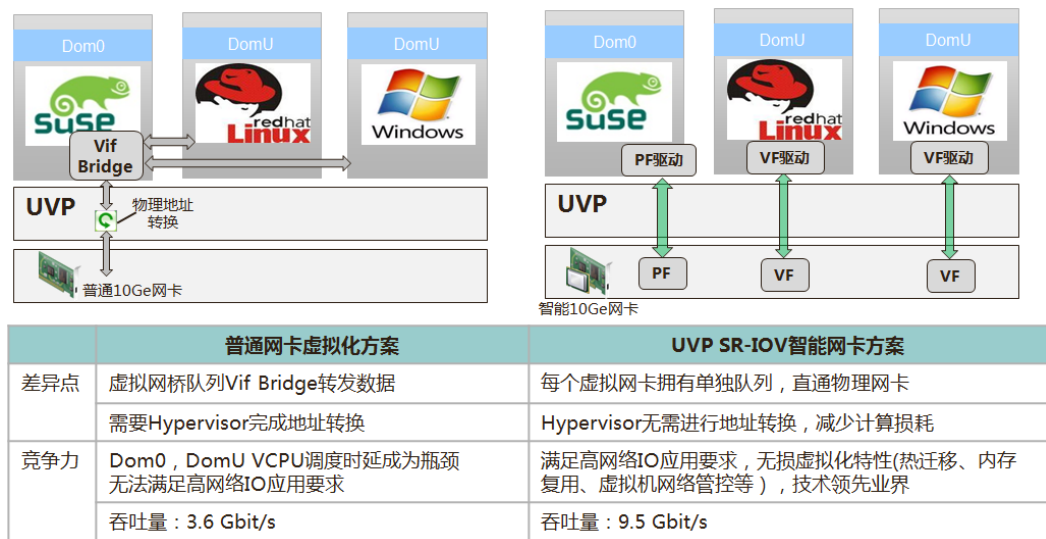 Dom0
DomU
DomU
SUSE
redhat
Linux
Windows
Vif
Bridge
UVP
物理地址
转换
普通10Ge网卡
Dom0
DomU
DomU
SUSE
redhat
Linux
Windows
PF驱动
VF驱动
VF驱动
UVP
PF
VF
VF
智能10Ge网卡
普通网卡虚拟化方案
UVP SR-IOV智能网卡方案
差异点
虚拟网桥队列Vif Bridge转发数据
每个虚拟网卡拥有单独队列，直通物理网卡
需要Hypervisor完成地址转换
Hypervisor无需进行地址转换，减少计算损耗
竞争力
Dom0，DomU VCPU调度时延成为瓶颈
无法满足高网络IO应用要求
满足高网络IO应用要求，无损虚拟化特性(热迁移、内存
复用、虚拟机网络管控等），技术领先业界
吞吐量：3.6 Gbit/s
吞吐量：9.5 Gbit/s